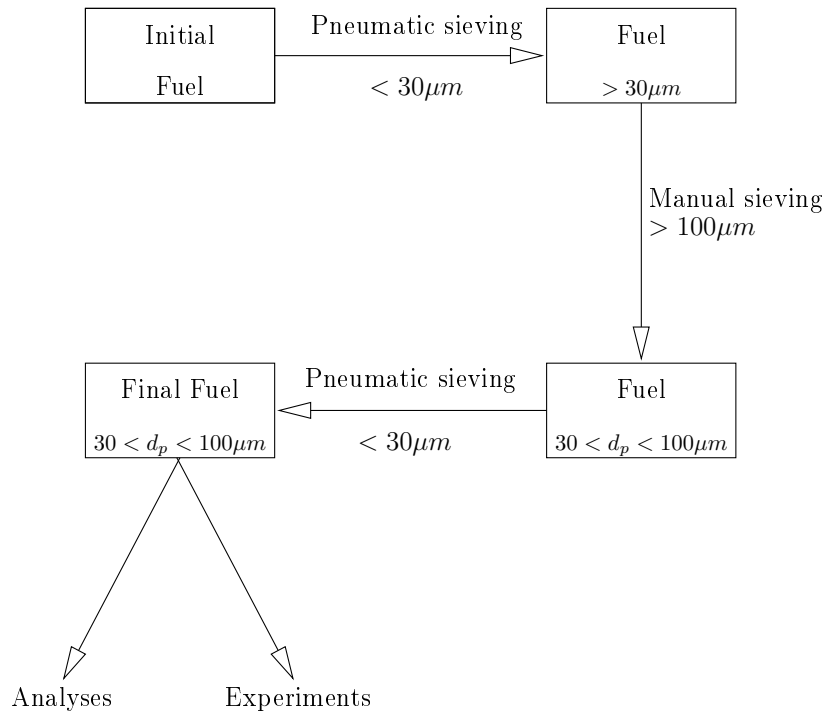 Initial
Fuel
Pneumatic sieving
< 30μm
Fuel
> 30μm
Manual sieving
> 100μm
Fuel
30 < d_p < 100μm
Pneumatic sieving
< 30μm
Final Fuel
30 < d_p < 100μm
Analyses
Experiments